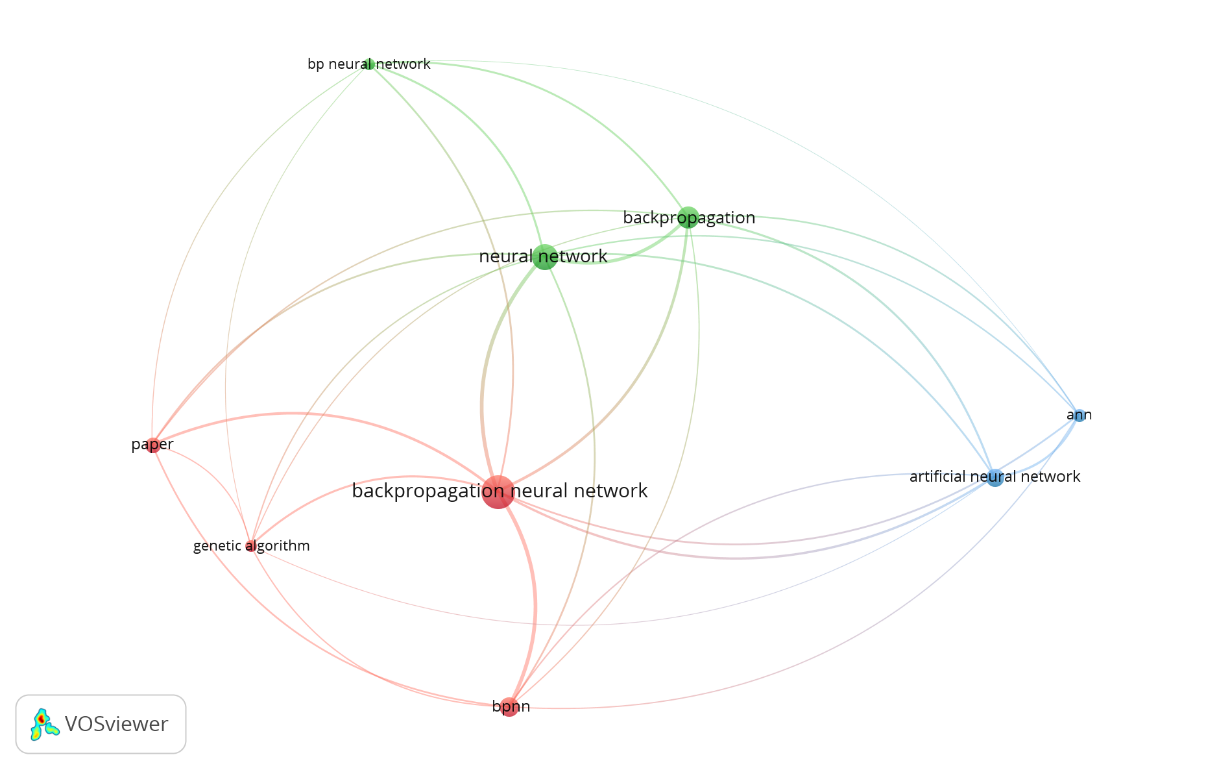 bp neural network
backpropagation
neural network
ann
paper
artificial neural network
backpropagation neural network
genetic algorithm
bpnn
VOSviewer